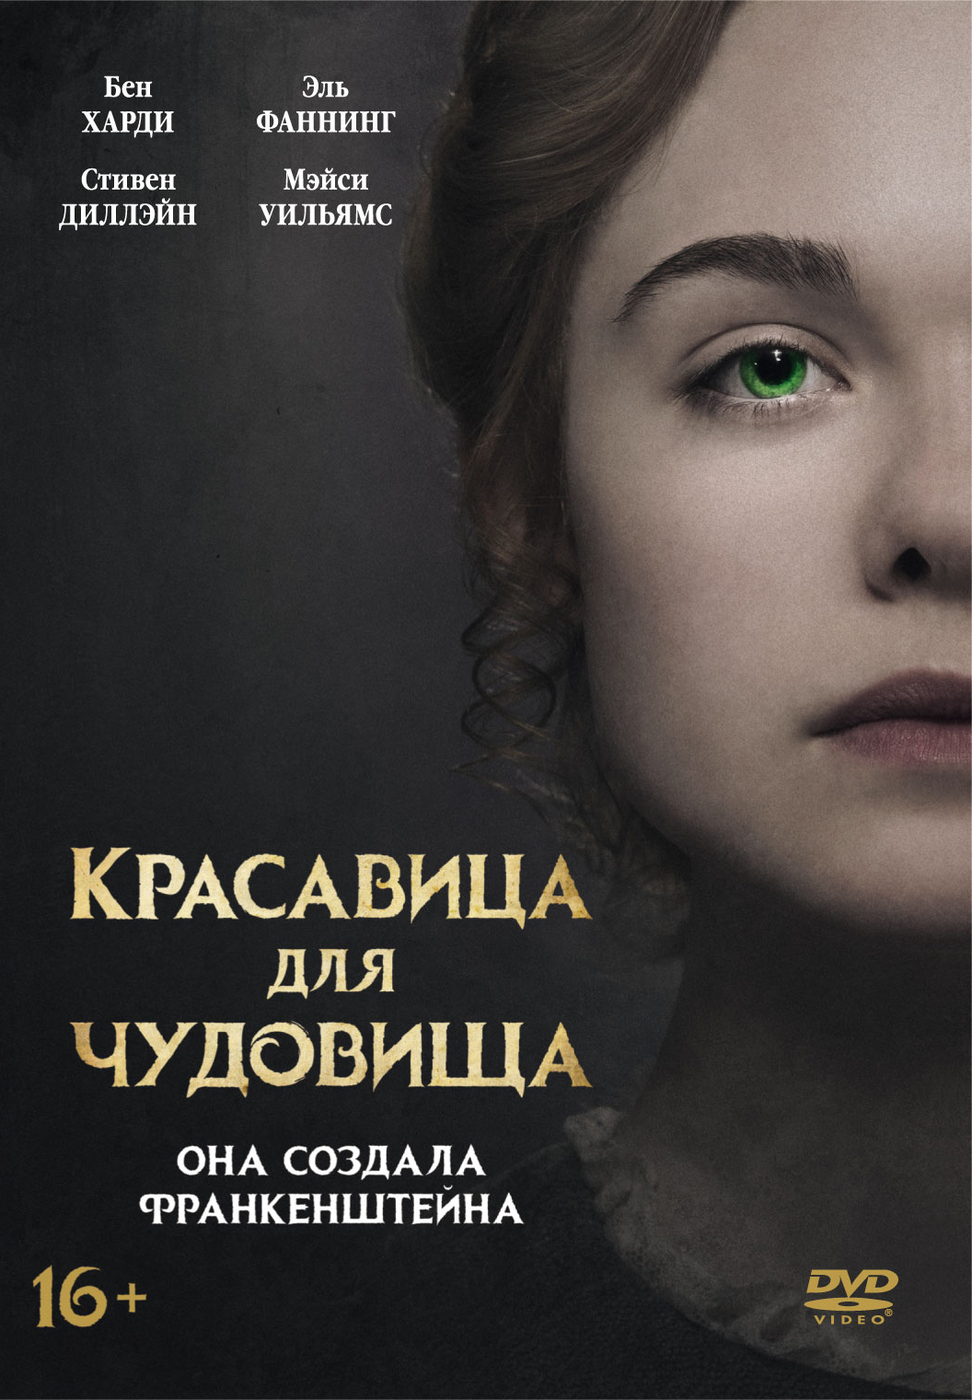 Бен
ХАРДИ
Эль
ФАННИНГ
Стивен
ДИЛЛЭЙН
Мэйси
УИЛЬЯМС
КРАСАВИЦА
ДЛЯ
ЧУДОВИЩА
ОНА СОЗДАЛА
ФРАНКЕНШТЕЙНА
16+
DVD
VIDEO®